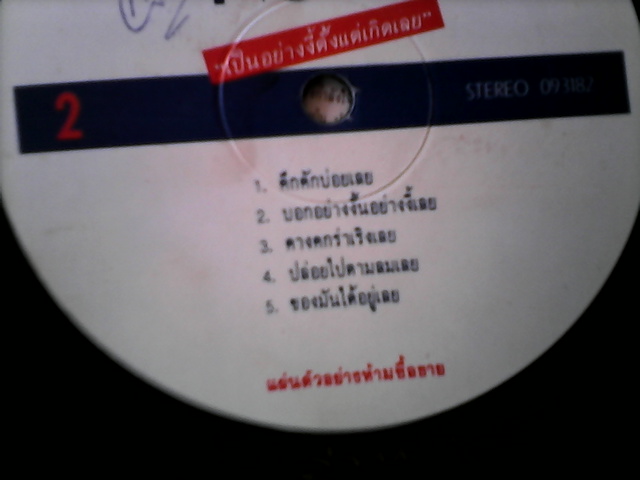 "เป็นอย่างงี้ตั้งแต่เกิดเลย"
2 STEREO 093182
1. คึกคักบ่อยเลย
2. บอกอย่างงั้นอย่างงี้เลย
3. คางคกร่าเริงเลย
4. ปล่อยไปตามลมเลย
5. ของมันได้อยู่เลย
แผ่นตัวอย่างห้ามซื้อขาย